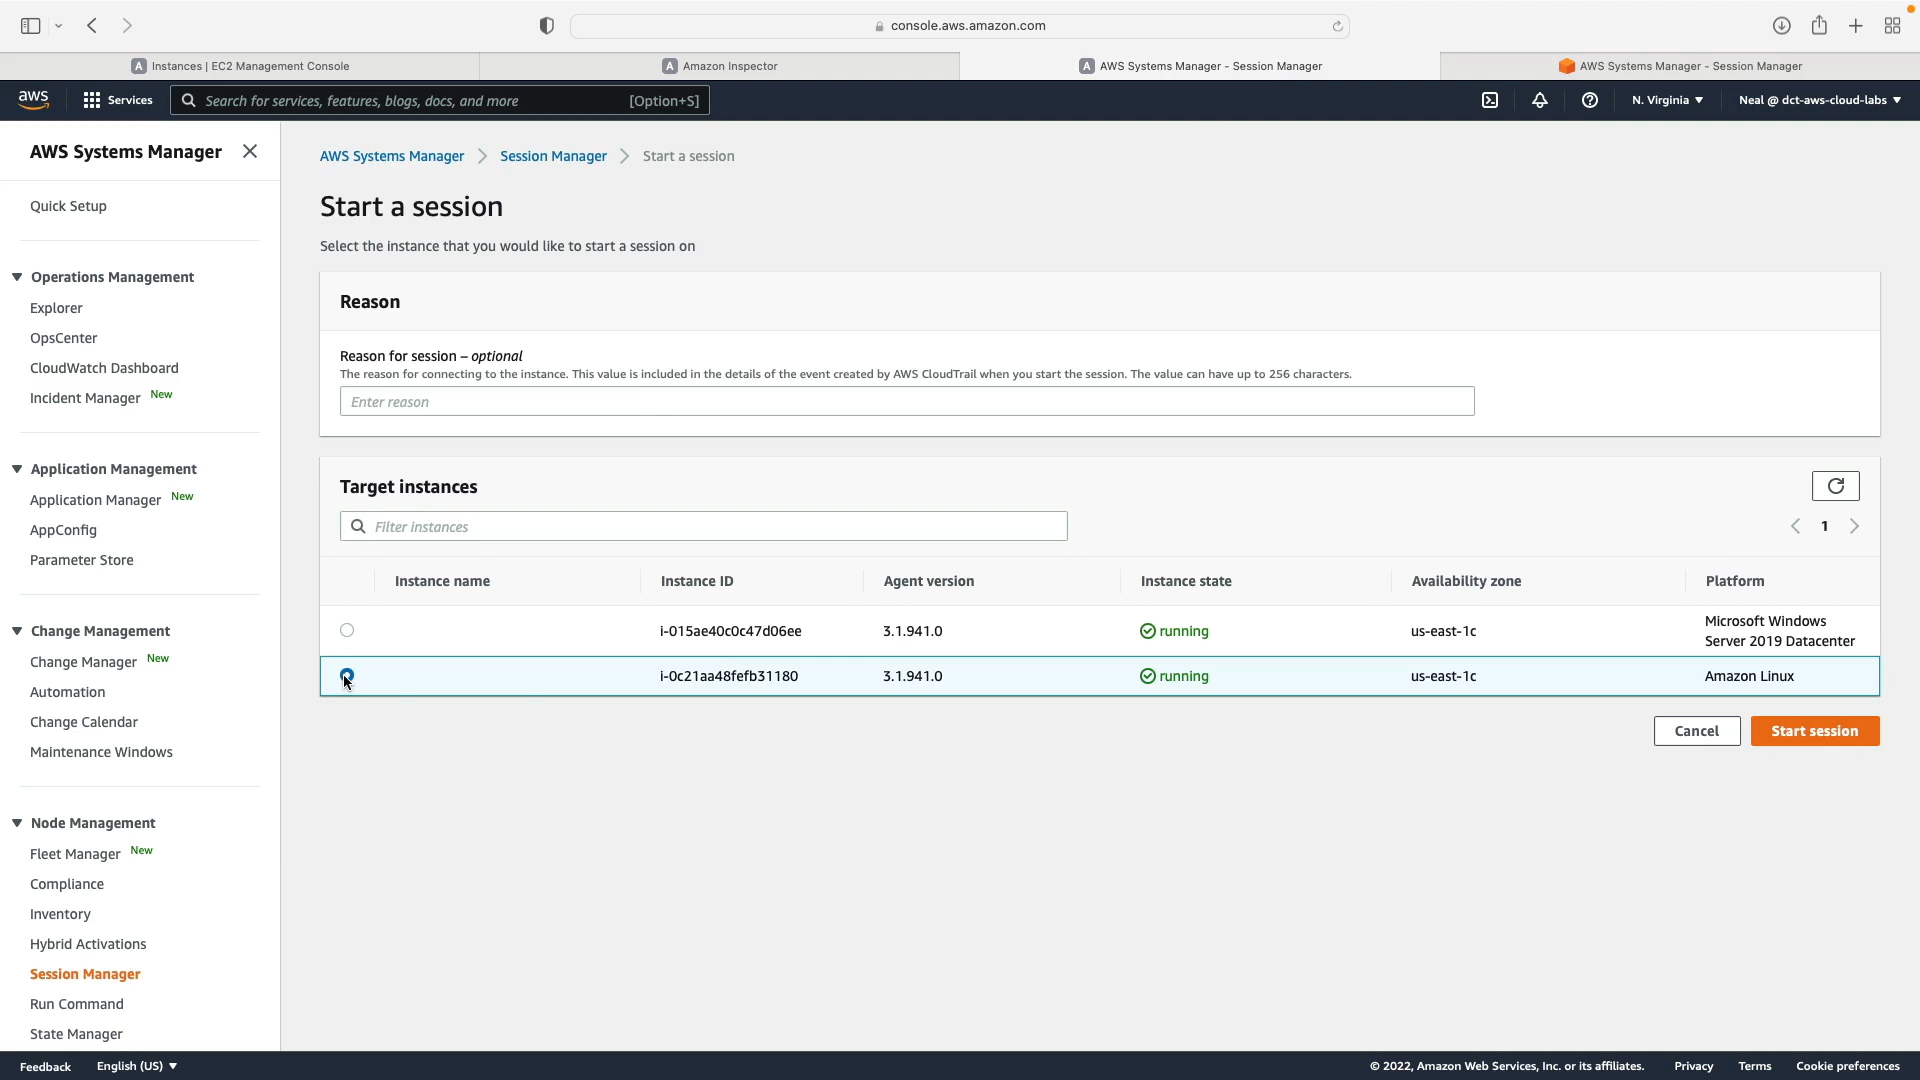 console.aws.amazon.com
Instances | EC2 Management Console
Amazon Inspector
AWS Systems Manager - Session Manager
AWS Systems Manager - Session Manager
aws
Services
Search for services, features, blogs, docs, and more
[Option+S]
N. Virginia
Neal @ dct-aws-cloud-labs
AWS Systems Manager
Quick Setup
Operations Management
Explorer
OpsCenter
CloudWatch Dashboard
Incident Manager New
Application Management
Application Manager New
AppConfig
Parameter Store
Change Management
Change Manager New
Automation
Change Calendar
Maintenance Windows
Node Management
Fleet Manager New
Compliance
Inventory
Hybrid Activations
Session Manager
Run Command
State Manager
AWS Systems Manager
Session Manager
Start a session
Start a session
Select the instance that you would like to start a session on
Reason
Reason for session – optional
The reason for connecting to the instance. This value is included in the details of the event created by AWS CloudTrail when you start the session. The value can have up to 256 characters.
Enter reason
Target instances
Filter instances
1
Instance name Instance ID Agent version Instance state Availability zone Platform
i-015ae40c0c47d06ee 3.1.941.0 running us-east-1c Microsoft Windows
Server 2019 Datacenter
i-0c21aa48fefb31180 3.1.941.0 running us-east-1c Amazon Linux
Cancel
Start session
Feedback
English (US)
© 2022, Amazon Web Services, Inc. or its affiliates.
Privacy
Terms
Cookie preferences